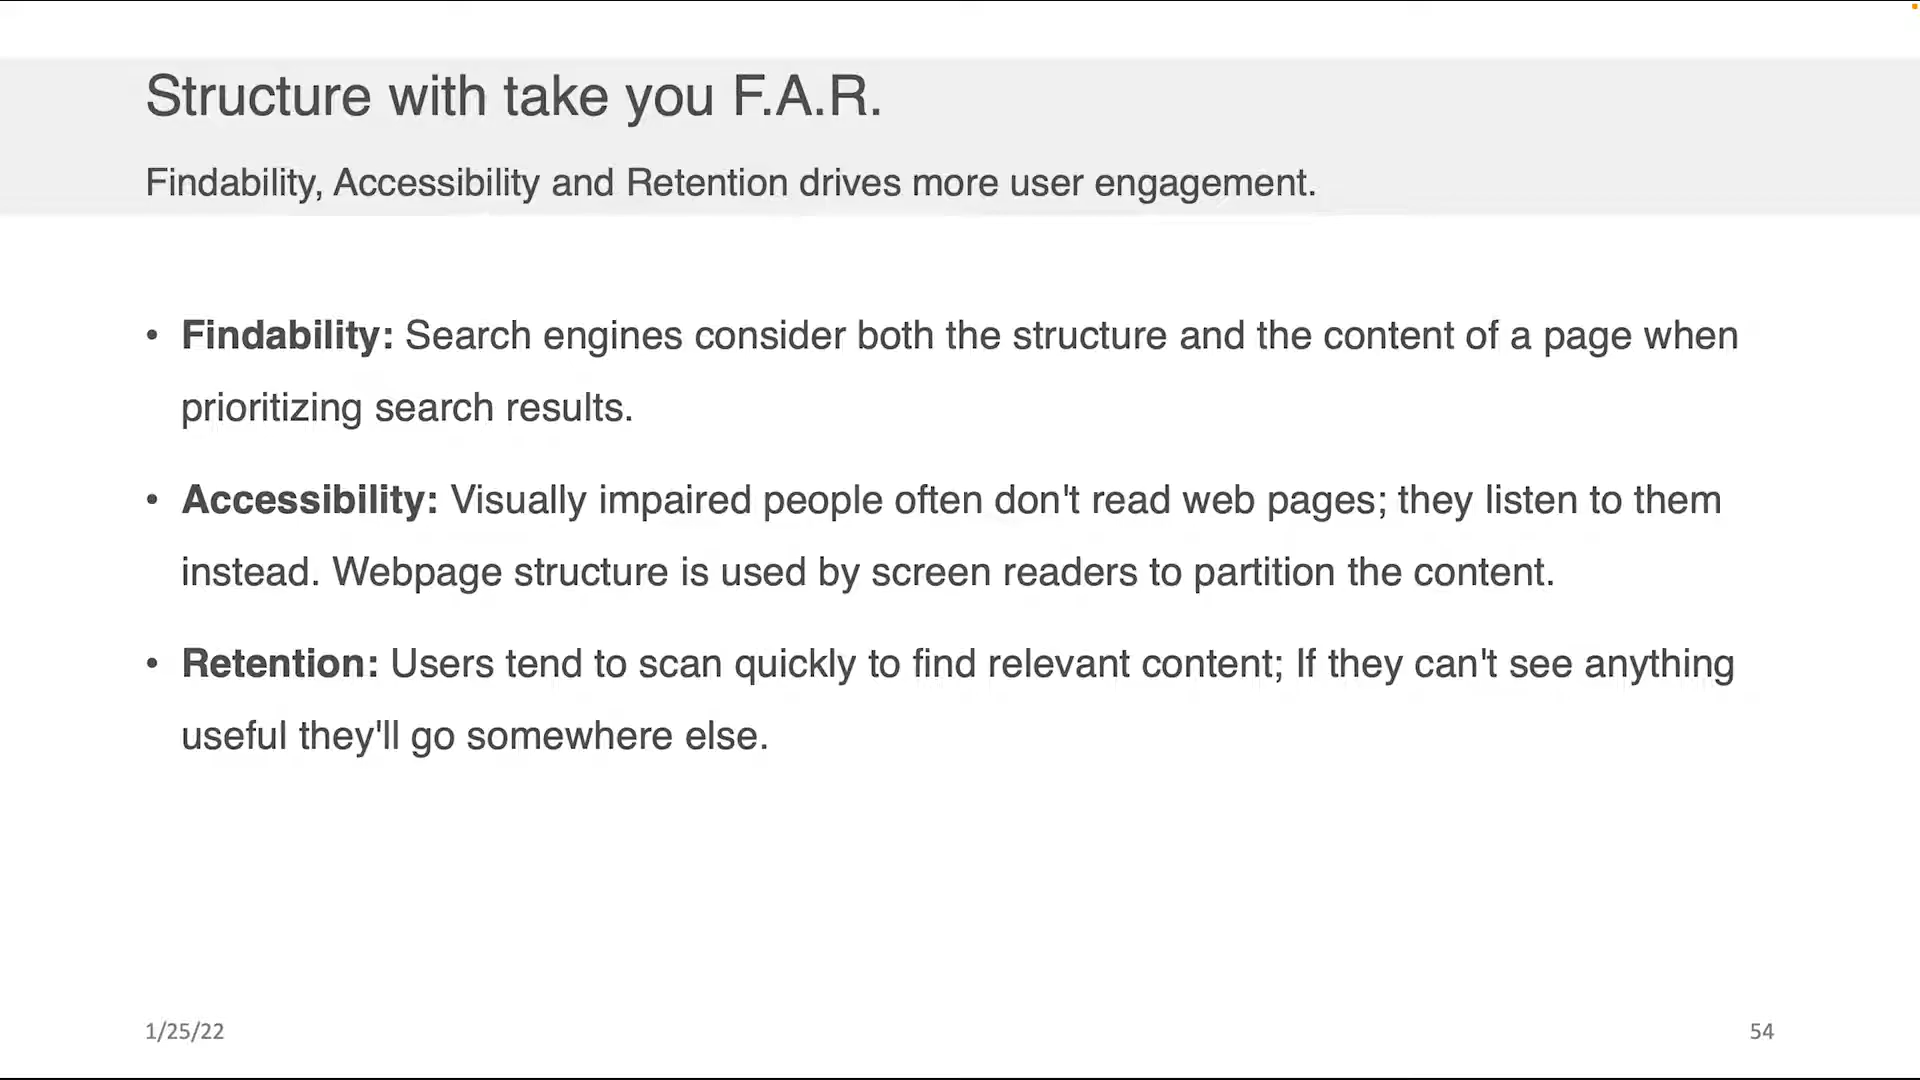 Structure with take you F.A.R.
Findability, Accessibility and Retention drives more user engagement.
• Findability: Search engines consider both the structure and the content of a page when
prioritizing search results.
• Accessibility: Visually impaired people often don't read web pages; they listen to them
instead. Webpage structure is used by screen readers to partition the content.
• Retention: Users tend to scan quickly to find relevant content; If they can't see anything
useful they'll go somewhere else.
1/25/22
54